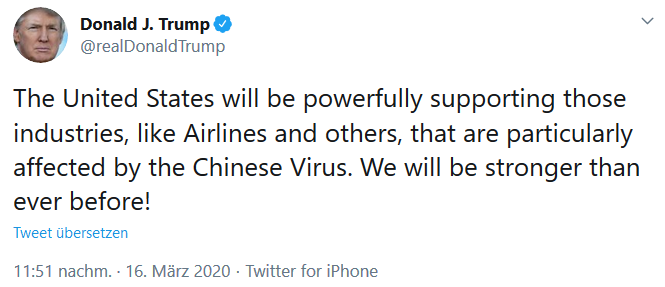 Donald J. Trump
@realDonaldTrump
The United States will be powerfully supporting those
industries, like Airlines and others, that are particularly
affected by the Chinese Virus. We will be stronger than
ever before!
Tweet übersetzen
11:51 nachm. · 16. März 2020 · Twitter for iPhone